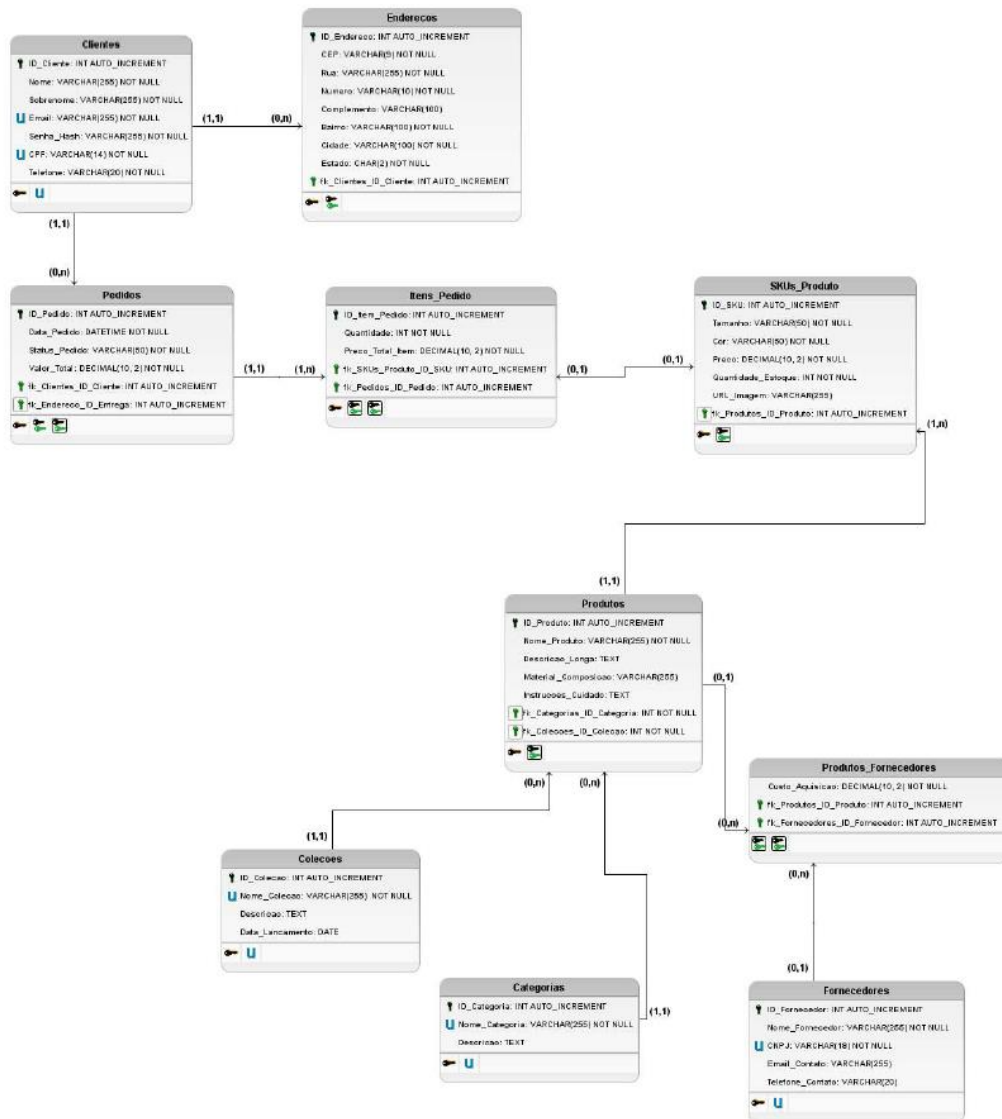 Clientes
ID_Cliente: INT AUTO_INCREMENT
Nome: VARCHAR(255) NOT NULL
Sobrenome: VARCHAR(255) NOT NULL
U Email: VARCHAR(255) NOT NULL
Senha_Hash: VARCHAR(255) NOT NULL
U CPF: VARCHAR(14) NOT NULL
Telefone: VARCHAR(20) NOT NULL
U
(1,1)
(0,n)
Enderecos
ID_Endereco: INT AUTO_INCREMENT
CEP: VARCHAR(9) NOT NULL
Rua: VARCHAR(255) NOT NULL
Numero: VARCHAR(10) NOT NULL
Complemento: VARCHAR(100)
Bairro: VARCHAR(100) NOT NULL
Cidade: VARCHAR(100) NOT NULL
Estado: CHAR(2) NOT NULL
fk_Clientes_ID_Cliente: INT AUTO_INCREMENT
(1,1)
(0,n)
Pedidos
ID_Pedido: INT AUTO_INCREMENT
Data_Pedido: DATETIME NOT NULL
Status_Pedido: VARCHAR(50) NOT NULL
Valor_Total: DECIMAL(10, 2) NOT NULL
fk_Clientes_ID_Cliente: INT AUTO_INCREMENT
fk_Endereco_ID_Entrega: INT AUTO_INCREMENT
(1,1)
(1,n)
Itens_Pedido
ID_Item_Pedido: INT AUTO_INCREMENT
Quantidade: INT NOT NULL
Preco_Total_Item: DECIMAL(10, 2) NOT NULL
fk_SKUs_Produto_ID_SKU: INT AUTO_INCREMENT
fk_Pedidos_ID_Pedido: INT AUTO_INCREMENT
(0,n)
(0,1)
SKUs_Produto
ID_SKU: INT AUTO_INCREMENT
Tamanho: VARCHAR(50) NOT NULL
Cor: VARCHAR(50) NOT NULL
Preco: DECIMAL(10, 2) NOT NULL
Quantidade_Estoque: INT NOT NULL
URL_Imagem: VARCHAR(255)
fk_Produtos_ID_Produto: INT AUTO_INCREMENT
(1,n)
(1,1)
Produtos
ID_Produto: INT AUTO_INCREMENT
Nome_Produto: VARCHAR(255) NOT NULL
Descricao_Longa: TEXT
Material_Composicao: VARCHAR(255)
Instrucoes_Cuidado: TEXT
fk_Categorias_ID_Categoria: INT NOT NULL
fk_Colecoes_ID_Colecao: INT NOT NULL
(0,1)
(0,n)
(0,n)
(0,n)
Produtos_Fornecedores
Custo_Aquisicao: DECIMAL(10, 2) NOT NULL
fk_Produtos_ID_Produto: INT AUTO_INCREMENT
fk_Fornecedores_ID_Fornecedor: INT AUTO_INCREMENT
(0,n)
(1,1)
Colecoes
ID_Colecao: INT AUTO_INCREMENT
U Nome_Colecao: VARCHAR(255) NOT NULL
Descricao: TEXT
Data_Lancamento: DATE
U
Categorias
ID_Categoria: INT AUTO_INCREMENT
U Nome_Categoria: VARCHAR(255) NOT NULL
Descricao: TEXT
U
(1,1)
(0,1)
Fornecedores
ID_Fornecedor: INT AUTO_INCREMENT
Nome_Fornecedor: VARCHAR(255) NOT NULL
U CNPJ: VARCHAR(18) NOT NULL
Email_Contato: VARCHAR(255)
Telefone_Contato: VARCHAR(20)
U